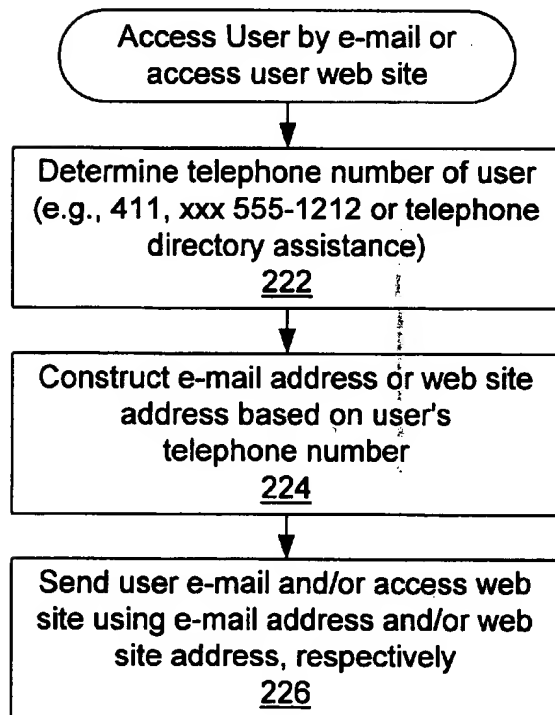 Access User by e-mail or
access user web site
Determine telephone number of user
(e.g., 411, xxx 555-1212 or telephone
directory assistance)
222
Construct e-mail address or web site
address based on user's
telephone number
224
Send user e-mail and/or access web
site using e-mail address and/or web
site address, respectively
226